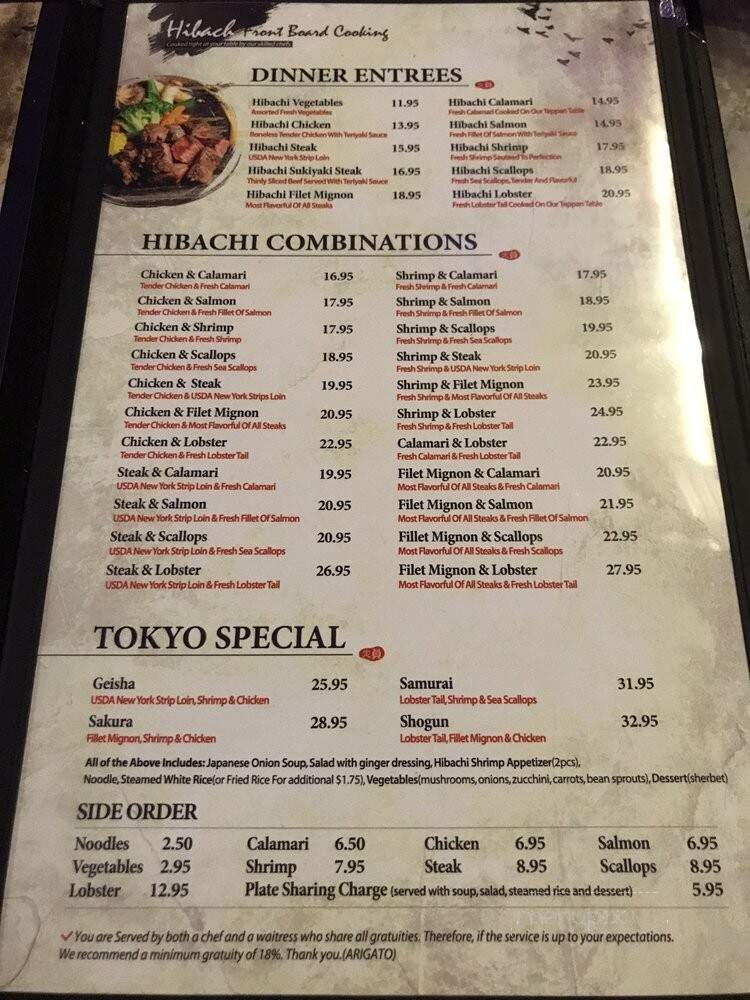 Hibach Front Board Cooking
Cooked right at your table by our skilled chefs
DINNER ENTREES
Hibachi Vegetables 11.95
Assorted Fresh Vegetables
Hibachi Chicken 13.95
Boneless Tender Chicken With Teriyaki Sauce
Hibachi Steak 15.95
USDA New York Strip Loin
Hibachi Sukiyaki Steak 16.95
Thinly Sliced Beef Served With Teriyaki Sauce
Hibachi Filet Mignon 18.95
Most Flavorful Of All Steaks
Hibachi Calamari 14.95
Fresh Calamari Cooked On Our Teppan Table
Hibachi Salmon 14.95
Fresh Fillet Of Salmon With Teriyaki Sauce
Hibachi Shrimp 17.95
Fresh Shrimp Sauteed To Perfection
Hibachi Scallops 18.95
Fresh Sea Scallops, Tender And Flavorful
Hibachi Lobster 20.95
Fresh Lobster Tail Cooked On Our Teppan Table
HIBACHI COMBINATIONS
Chicken & Calamari 16.95
Tender Chicken & Fresh Calamari
Chicken & Salmon 17.95
Tender Chicken & Fresh Fillet Of Salmon
Chicken & Shrimp 17.95
Tender Chicken & Fresh Shrimp
Chicken & Scallops 18.95
Tender Chicken & Fresh Sea Scallops
Chicken & Steak 19.95
Tender Chicken & USDA New York Strips Loin
Chicken & Filet Mignon 20.95
Tender Chicken & Most Flavorful Of All Steaks
Chicken & Lobster 22.95
Tender Chicken & Fresh Lobster Tail
Steak & Calamari 19.95
USDA New York Strip Loin & Fresh Calamari
Steak & Salmon 20.95
USDA New York Strip Loin & Fresh Fillet Of Salmon
Steak & Scallops 20.95
USDA New York Strip Loin & Fresh Sea Scallops
Steak & Lobster 26.95
USDA New York Strip Loin & Fresh Lobster Tail
Shrimp & Calamari 17.95
Fresh Shrimp & Fresh Calamari
Shrimp & Salmon 18.95
Fresh Shrimp & Fresh Fillet Of Salmon
Shrimp & Scallops 19.95
Fresh Shrimp & Fresh Sea Scallops
Shrimp & Steak 20.95
Fresh Shrimp & USDA New York Strip Loin
Shrimp & Filet Mignon 23.95
Fresh Shrimp & Most Flavorful Of All Steaks
Shrimp & Lobster 24.95
Fresh Shrimp & Fresh Lobster Tail
Calamari & Lobster 22.95
Fresh Calamari & Fresh Lobster Tail
Filet Mignon & Calamari 20.95
Most Flavorful Of All Steaks & Fresh Calamari
Filet Mignon & Salmon 21.95
Most Flavorful Of All Steaks & Fresh Fillet Of Salmon
Fillet Mignon & Scallops 22.95
Most Flavorful Of All Steaks & Fresh Scallops
Filet Mignon & Lobster 27.95
Most Flavorful Of All Steaks & Fresh Lobster Tail
TOKYO SPECIAL
Geisha 25.95
USDA New York Strip Loin, Shrimp & Chicken
Sakura 28.95
Fillet Mignon, Shrimp & Chicken
Samurai 31.95
Lobster Tail, Shrimp & Sea Scallops
Shogun 32.95
Lobster Tail, Fillet Mignon & Chicken
All of the Above Includes: Japanese Onion Soup, Salad with ginger dressing, Hibachi Shrimp Appetizer(2pcs),
Noodle, Steamed White Rice(or Fried Rice For additional $1.75), Vegetables(mushrooms, onions, zucchini, carrots, bean sprouts), Dessert(sherbet)
SIDE ORDER
Noodles 2.50 Calamari 6.50 Chicken 6.95 Salmon 6.95
Vegetables 2.95 Shrimp 7.95 Steak 8.95 Scallops 8.95
Lobster 12.95 Plate Sharing Charge (served with soup, salad, steamed rice and dessert) 5.95
You are Served by both a chef and a waitress who share all gratuities. Therefore, if the service is up to your expectations.
We recommend a minimum gratuity of 18%. Thank you.(ARIGATO)